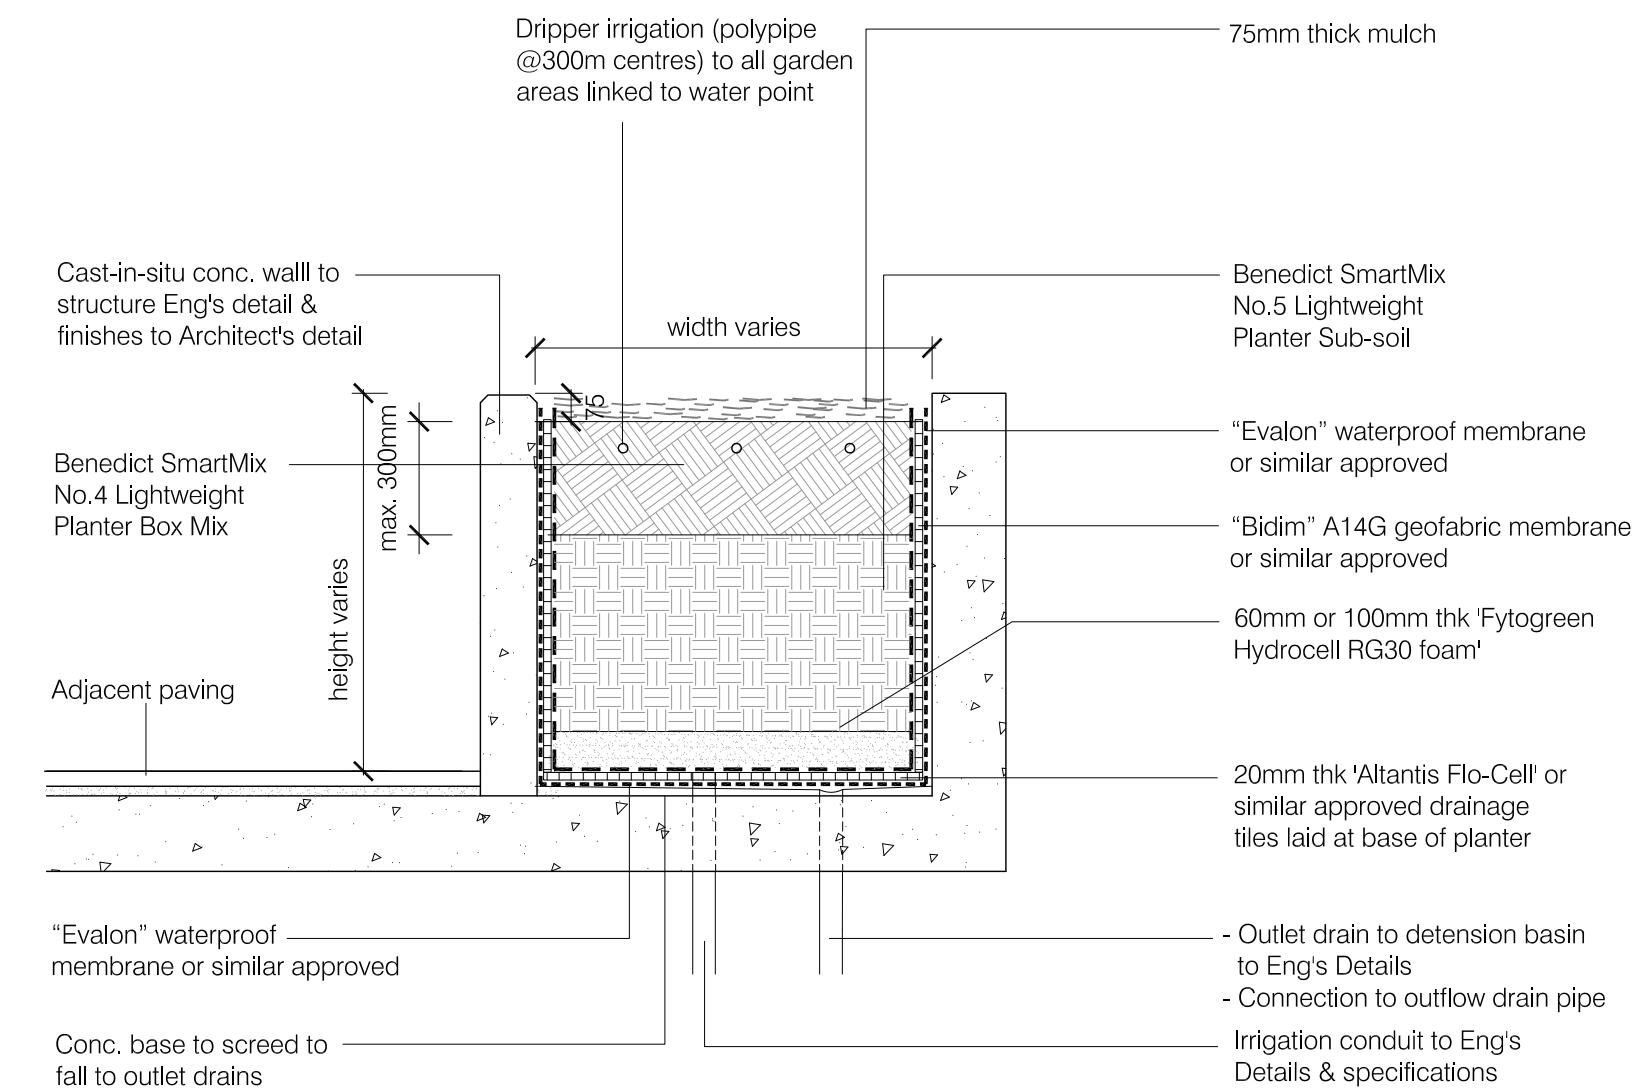 Dripper irrigation (polypipe
@300m centres) to all garden
areas linked to water point
75mm thick mulch
Cast-in-situ conc. walll to
structure Eng's detail &
finishes to Architect's detail
width varies
Benedict SmartMix
No.5 Lightweight
Planter Sub-soil
75
max. 300mm
height varies
Benedict SmartMix
No.4 Lightweight
Planter Box Mix
“Evalon” waterproof membrane
or similar approved
“Bidim” A14G geofabric membrane
or similar approved
60mm or 100mm thk 'Fytogreen
Hydrocell RG30 foam'
Adjacent paving
20mm thk 'Altantis Flo-Cell' or
similar approved drainage
tiles laid at base of planter
“Evalon” waterproof
membrane or similar approved
- Outlet drain to detension basin
to Eng's Details
- Connection to outflow drain pipe
Conc. base to screed to
fall to outlet drains
Irrigation conduit to Eng's
Details & specifications